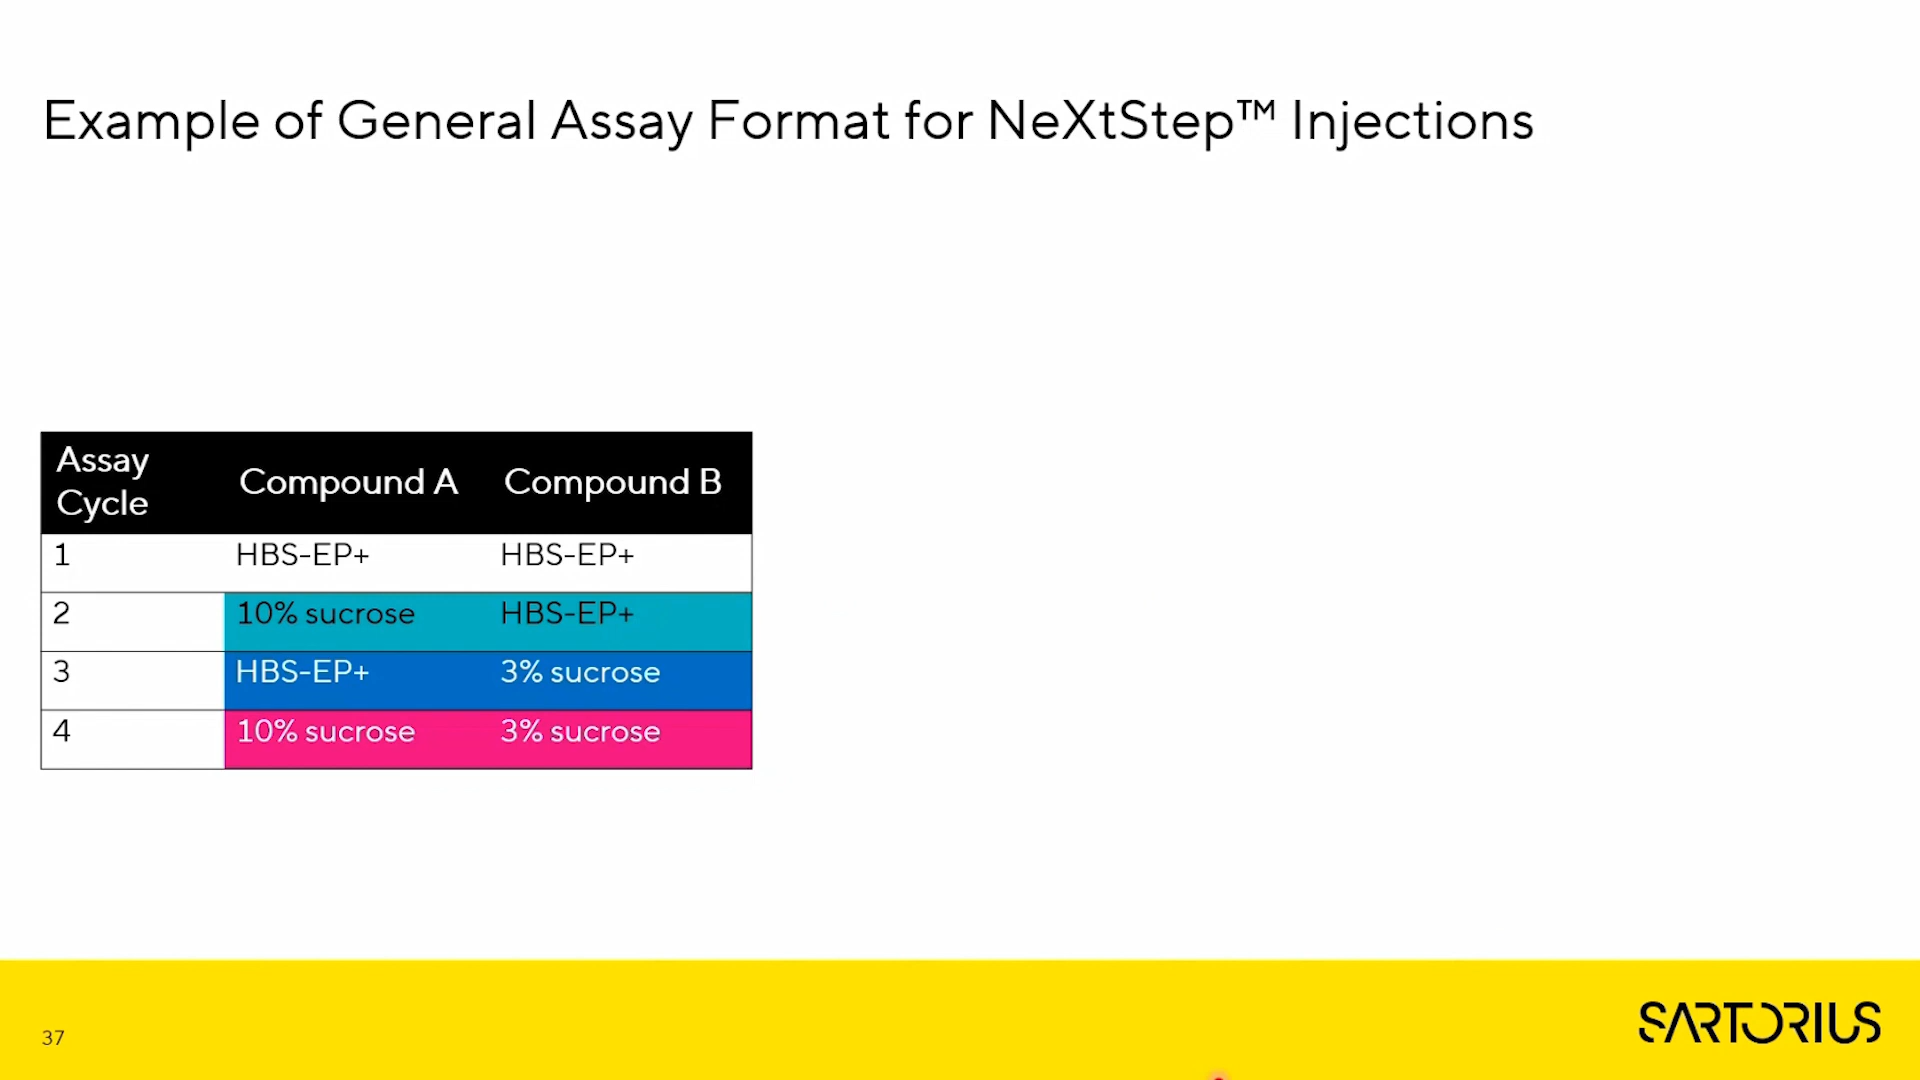 Example of General Assay Format for NeXtStep™ Injections
Assay Cycle Compound A Compound B
1 HBS-EP+ HBS-EP+
2 10% sucrose HBS-EP+
3 HBS-EP+ 3% sucrose
4 10% sucrose 3% sucrose
37
SARTORIUS